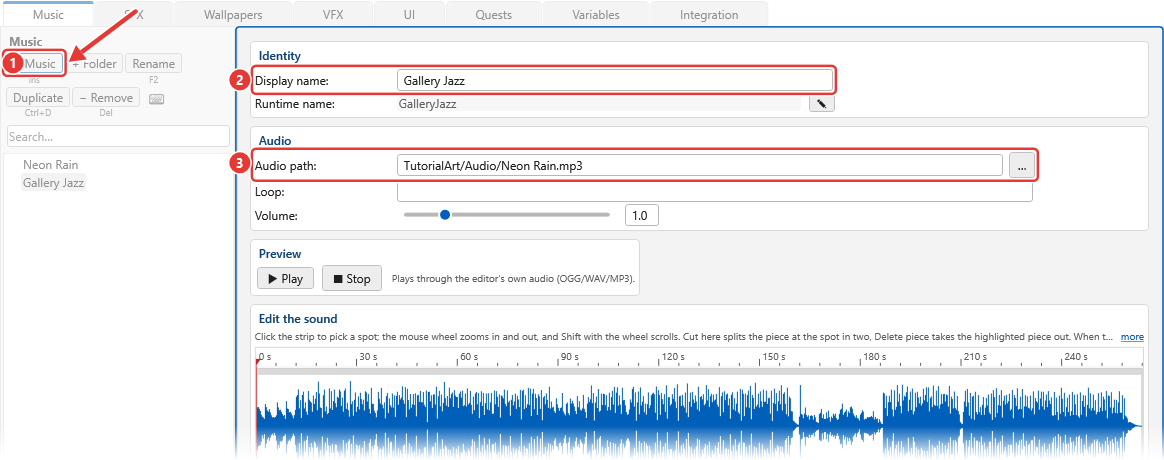 Music Wallpapers VFX UI Quests Variables Integration
Music
1 Music + Folder Rename
Ins F2
Duplicate − Remove
Ctrl+D Del
Search...
Neon Rain
Gallery Jazz
Identity
2 Display name: Gallery Jazz
Runtime name: GalleryJazz
Audio
3 Audio path: TutorialArt/Audio/Neon Rain.mp3 ...
Loop:
Volume: 1.0
Preview
▶ Play ■ Stop Plays through the editor's own audio (OGG/WAV/MP3).
Edit the sound
Click the strip to pick a spot; the mouse wheel zooms in and out, and Shift with the wheel scrolls. Cut here splits the piece at the spot in two, Delete piece takes the highlighted piece out. When t... more
0 s 30 s 60 s 90 s 120 s 150 s 180 s 210 s 240 s